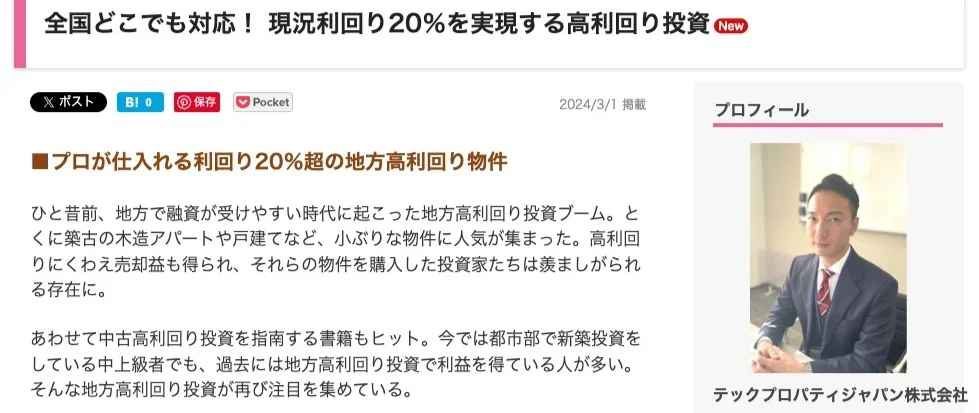 全国どこでも対応！ 現況利回り20％を実現する高利回り投資 New
ポスト B! 0 保存 Pocket
2024/3/1 掲載
■プロが仕入れる利回り20％超の地方高利回り物件
ひと昔前、地方で融資が受けやすい時代に起こった地方高利回り投資ブーム。と
くに築古の木造アパートや戸建てなど、小ぶりな物件に人気が集まった。高利回
りにくわえ売却益も得られ、それらの物件を購入した投資家たちは羨ましがられ
る存在に。
あわせて中古高利回り投資を指南する書籍もヒット。今では都市部で新築投資を
している中上級者でも、過去には地方高利回り投資で利益を得ている人が多い。
そんな地方高利回り投資が再び注目を集めている。
プロフィール
テックプロパティジャパン株式会社